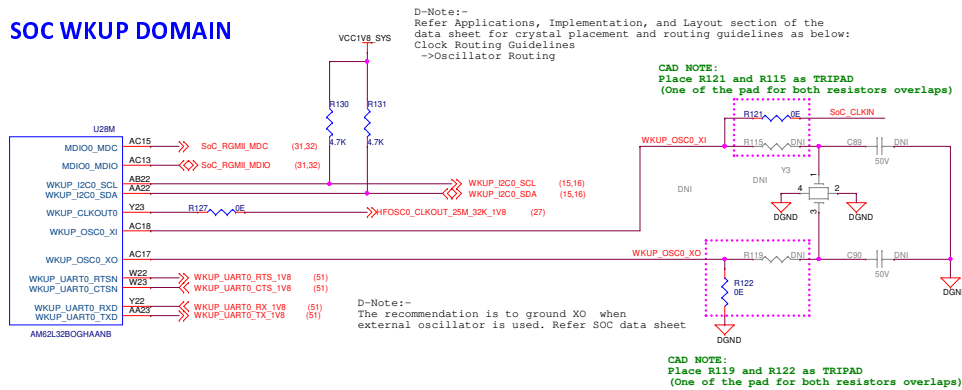 SOC WKUP DOMAIN
D-Note:-
Refer Applications, Implementation, and Layout section of the
data sheet for crystal placement and routing guidelines as below:
Clock Routing Guidelines
->Oscillator Routing
VCC1V8_SYS
CAD NOTE:
Place R121 and R115 as TRIPAD
(One of the pad for both resistors overlaps)
R130
4.7K
R131
4.7K
R121
0E
SoC_CLKIN
U28M
MDIO0_MDC
AC15
SoC_RGMII_MDC
(31,32)
WKUP_OSC0_XI
R115
DNI
C89
DNI
50V
MDIO0_MDIO
AC13
SoC_RGMII_MDIO
(31,32)
Y3
DNI
DNI
WKUP_I2C0_SCL
AB22
WKUP_I2C0_SCL
(15,16)
WKUP_I2C0_SDA
AA22
WKUP_I2C0_SDA
(15,16)
1
4
2
3
DGND
DGND
WKUP_CLKOUT0
Y23
R127
0E
HFOSC0_CLKOUT_25M_32K_1V8
(27)
WKUP_OSC0_XI
AC18
WKUP_OSC0_XO
AC17
WKUP_OSC0_XO
R119
DNI
C90
DNI
50V
WKUP_UART0_RTSN
W22
WKUP_UART0_RTS_1V8
(51)
WKUP_UART0_CTSN
W23
WKUP_UART0_CTS_1V8
(51)
R122
0E
DGND
WKUP_UART0_RXD
Y22
WKUP_UART0_RX_1V8
(51)
WKUP_UART0_TXD
AA23
WKUP_UART0_TX_1V8
(51)
D-Note:-
The recommendation is to ground XO when
external oscillator is used. Refer SOC data sheet
AM62L32BOGHAANB
DGND
CAD NOTE:
Place R119 and R122 as TRIPAD
(One of the pad for both resistors overlaps)